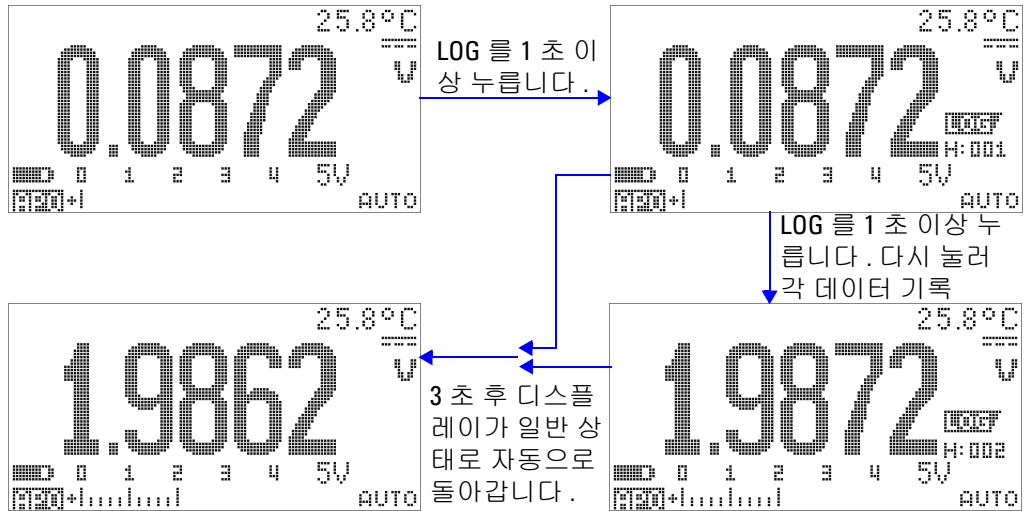 25.8°C
0.0872 V
0 1 2 3 4 5V
AUTO
LOG 를 1 초 이
상 누릅니다 .
25.8°C
0.0872 V
LOG
H:001
0 1 2 3 4 5V
AUTO
LOG 를 1 초 이상 누
릅니다 . 다시 눌러
각 데이터 기록
25.8°C
1.9862 V
0 1 2 3 4 5V
AUTO
3 초 후 디스플
레이가 일반 상
태로 자동으로
돌아갑니다 .
25.8°C
1.9872 V
LOG
H:002
0 1 2 3 4 5V
AUTO